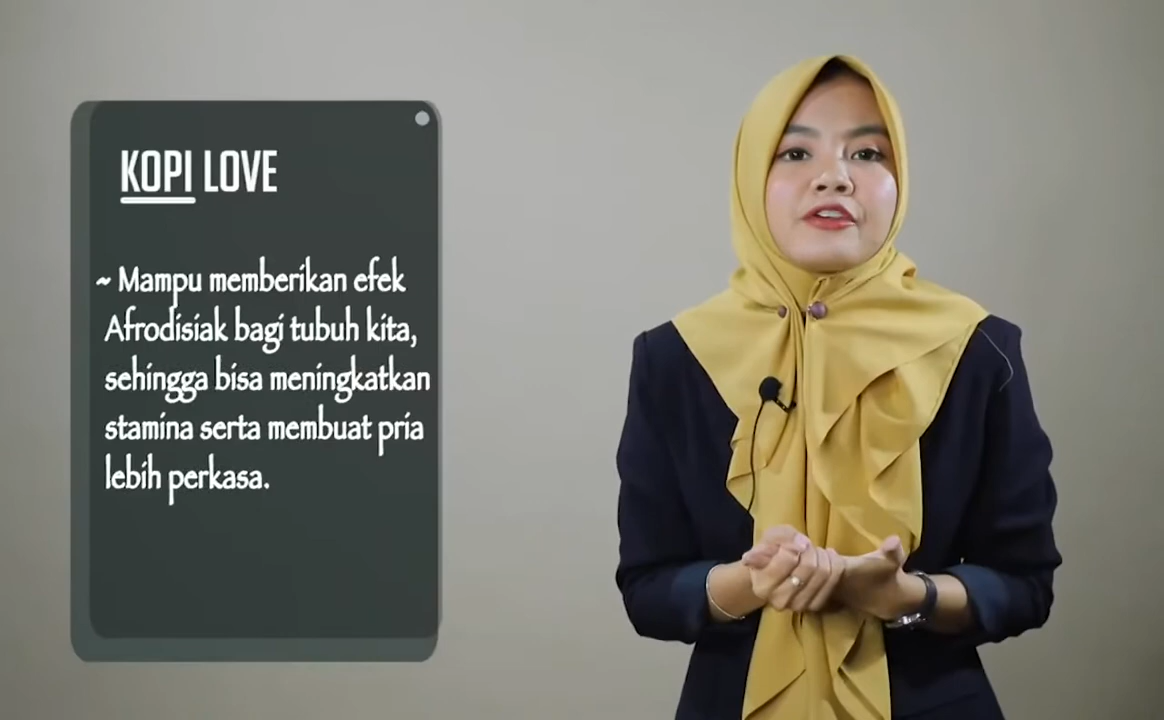 KOPI LOVE
~ Mampu memberikan efek
Afrodisiak bagi tubuh kita,
sehingga bisa meningkatkan
stamina serta membuat pria
lebih perkasa.